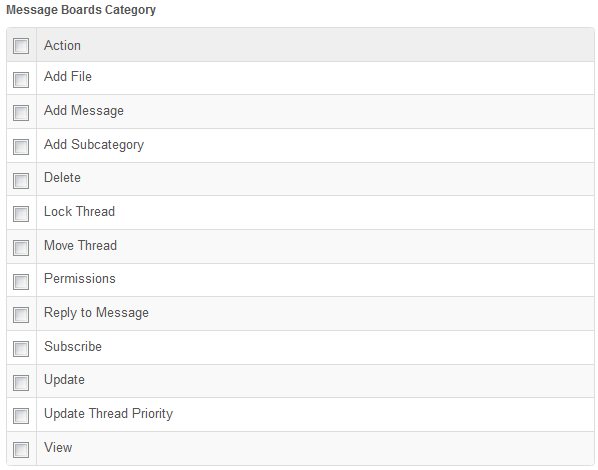 Message Boards Category
Action
Add File
Add Message
Add Subcategory
Delete
Lock Thread
Move Thread
Permissions
Reply to Message
Subscribe
Update
Update Thread Priority
View